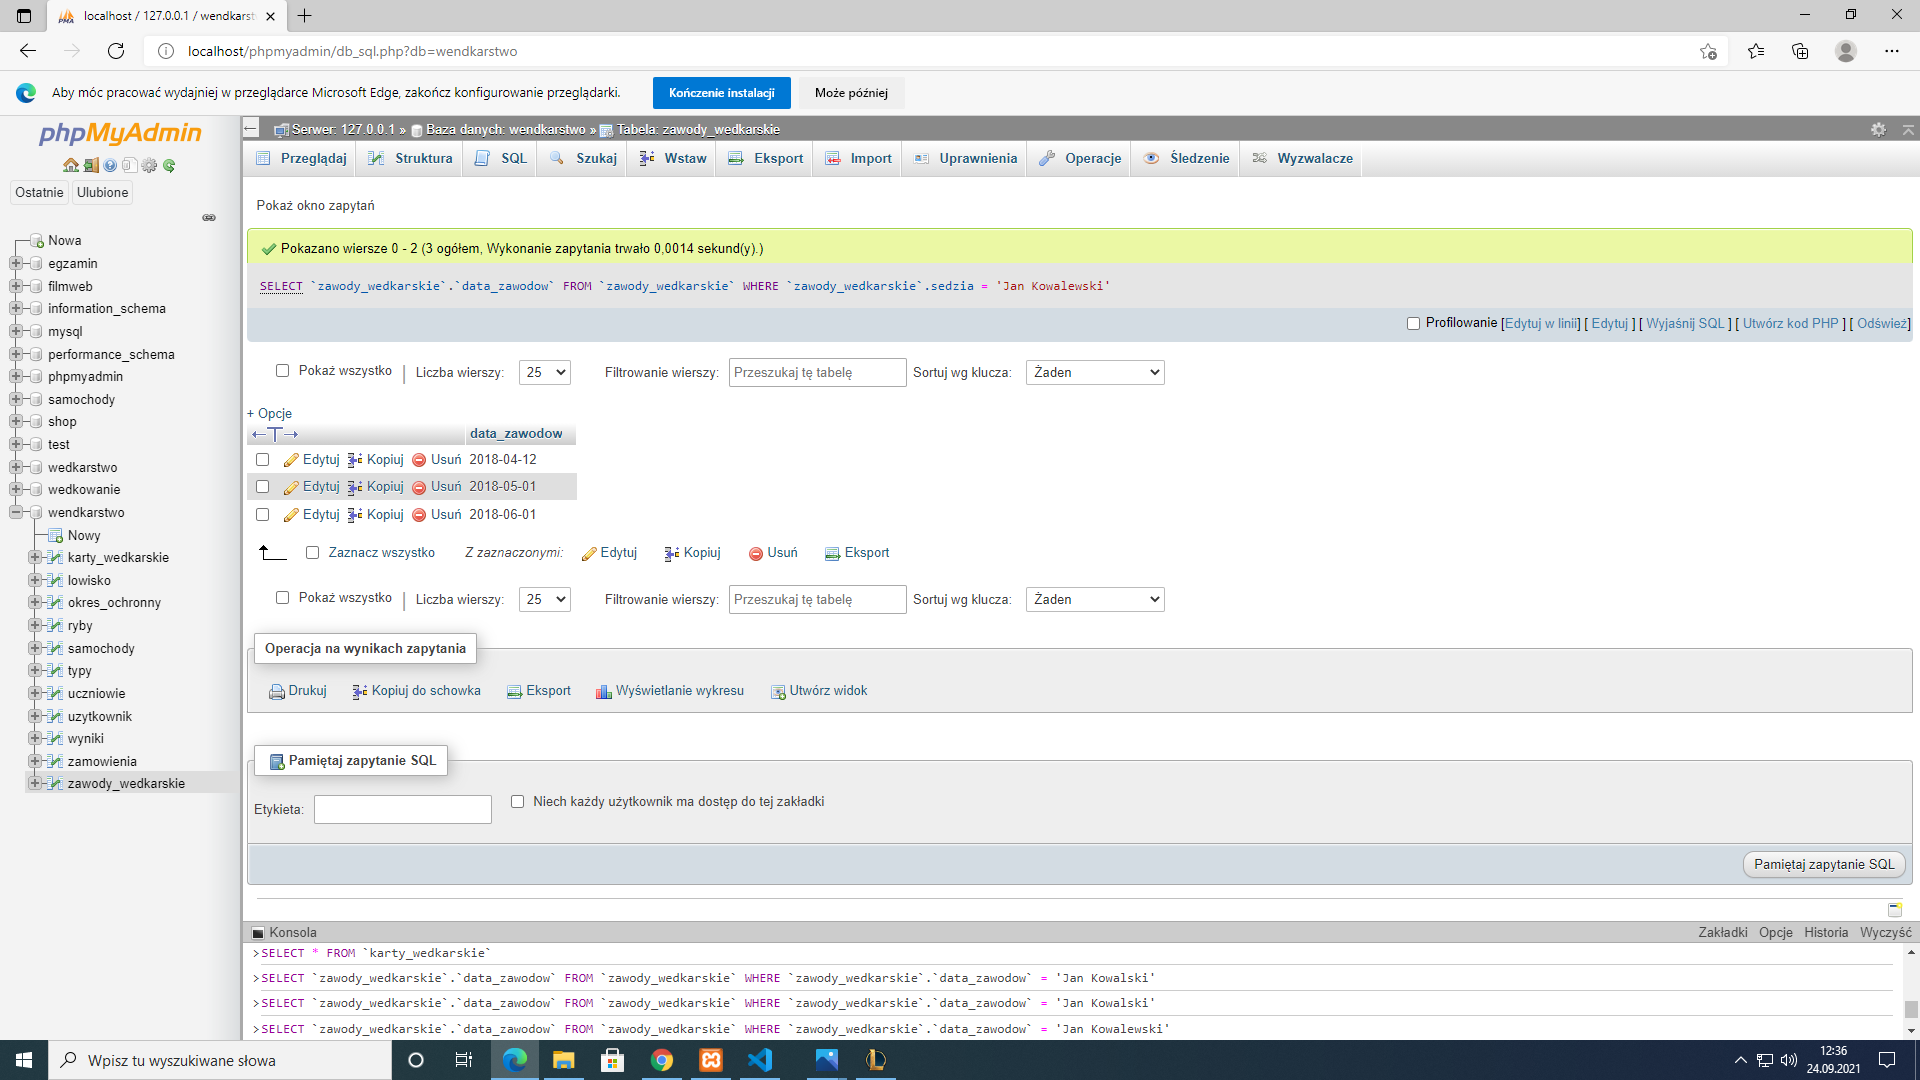 localhost / 127.0.0.1 / wendkarst
localhost/phpmyadmin/db_sql.php?db=wendkarstwo
Aby móc pracować wydajniej w przeglądarce Microsoft Edge, zakończ konfigurowanie przeglądarki.
Kończenie instalacji
Może później
phpMyAdmin
Ostatnie
Ulubione
Nowa
egzamin
filmweb
information_schema
mysql
performance_schema
phpmyadmin
samochody
shop
test
wedkarstwo
wedkowanie
wendkarstwo
Nowy
karty_wedkarskie
lowisko
okres_ochronny
ryby
samochody
typy
uczniowie
uzytkownik
wyniki
zamowienia
zawody_wedkarskie
Serwer: 127.0.0.1 » Baza danych: wendkarstwo » Tabela: zawody_wedkarskie
Przeglądaj Struktura SQL Szukaj Wstaw Eksport Import Uprawnienia Operacje Śledzenie Wyzwalacze
Pokaż okno zapytań
Pokazano wiersze 0 - 2 (3 ogółem, Wykonanie zapytania trwało 0,0014 sekund(y).)
SELECT `zawody_wedkarskie`.`data_zawodow` FROM `zawody_wedkarskie` WHERE `zawody_wedkarskie`.sedzia = 'Jan Kowalewski'
Profilowanie [Edytuj w linii] [ Edytuj ] [ Wyjaśnij SQL ] [ Utwórz kod PHP ] [ Odśwież]
Pokaż wszystko | Liczba wierszy: 25 Filtrowanie wierszy: Przeszukaj tę tabelę Sortuj wg klucza: Żaden
+ Opcje
←T→ data_zawodow
Edytuj Kopiuj Usuń 2018-04-12
Edytuj Kopiuj Usuń 2018-05-01
Edytuj Kopiuj Usuń 2018-06-01
Zaznacz wszystko Z zaznaczonymi: Edytuj Kopiuj Usuń Eksport
Pokaż wszystko | Liczba wierszy: 25 Filtrowanie wierszy: Przeszukaj tę tabelę Sortuj wg klucza: Żaden
Operacja na wynikach zapytania
Drukuj Kopiuj do schowka Eksport Wyświetlanie wykresu Utwórz widok
Pamiętaj zapytanie SQL
Etykieta: Niech każdy użytkownik ma dostęp do tej zakładki
Pamiętaj zapytanie SQL
Konsola Zakładki Opcje Historia Wyczyść
>SELECT * FROM `karty_wedkarskie`
>SELECT `zawody_wedkarskie`.`data_zawodow` FROM `zawody_wedkarskie` WHERE `zawody_wedkarskie`.`data_zawodow` = 'Jan Kowalski'
>SELECT `zawody_wedkarskie`.`data_zawodow` FROM `zawody_wedkarskie` WHERE `zawody_wedkarskie`.`data_zawodow` = 'Jan Kowalski'
>SELECT `zawody_wedkarskie`.`data_zawodow` FROM `zawody_wedkarskie` WHERE `zawody_wedkarskie`.`data_zawodow` = 'Jan Kowalewski'
Wpisz tu wyszukiwane słowa
12:36
24.09.2021